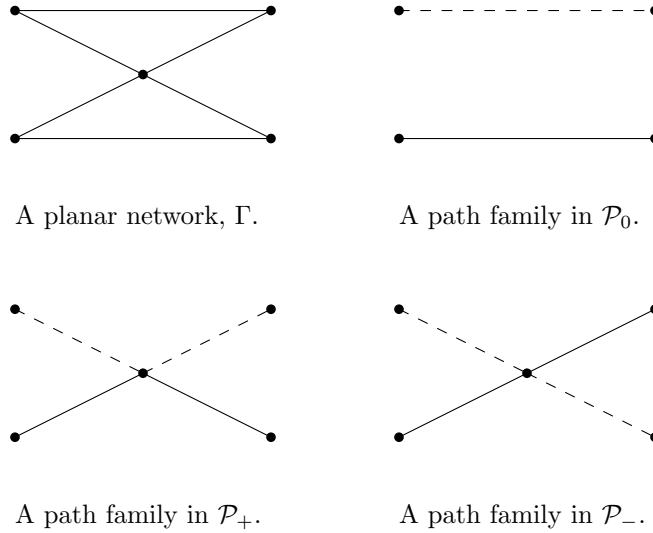 A planar network, Γ.
A path family in 𝒫₀.
A path family in 𝒫₊.
A path family in 𝒫₋.